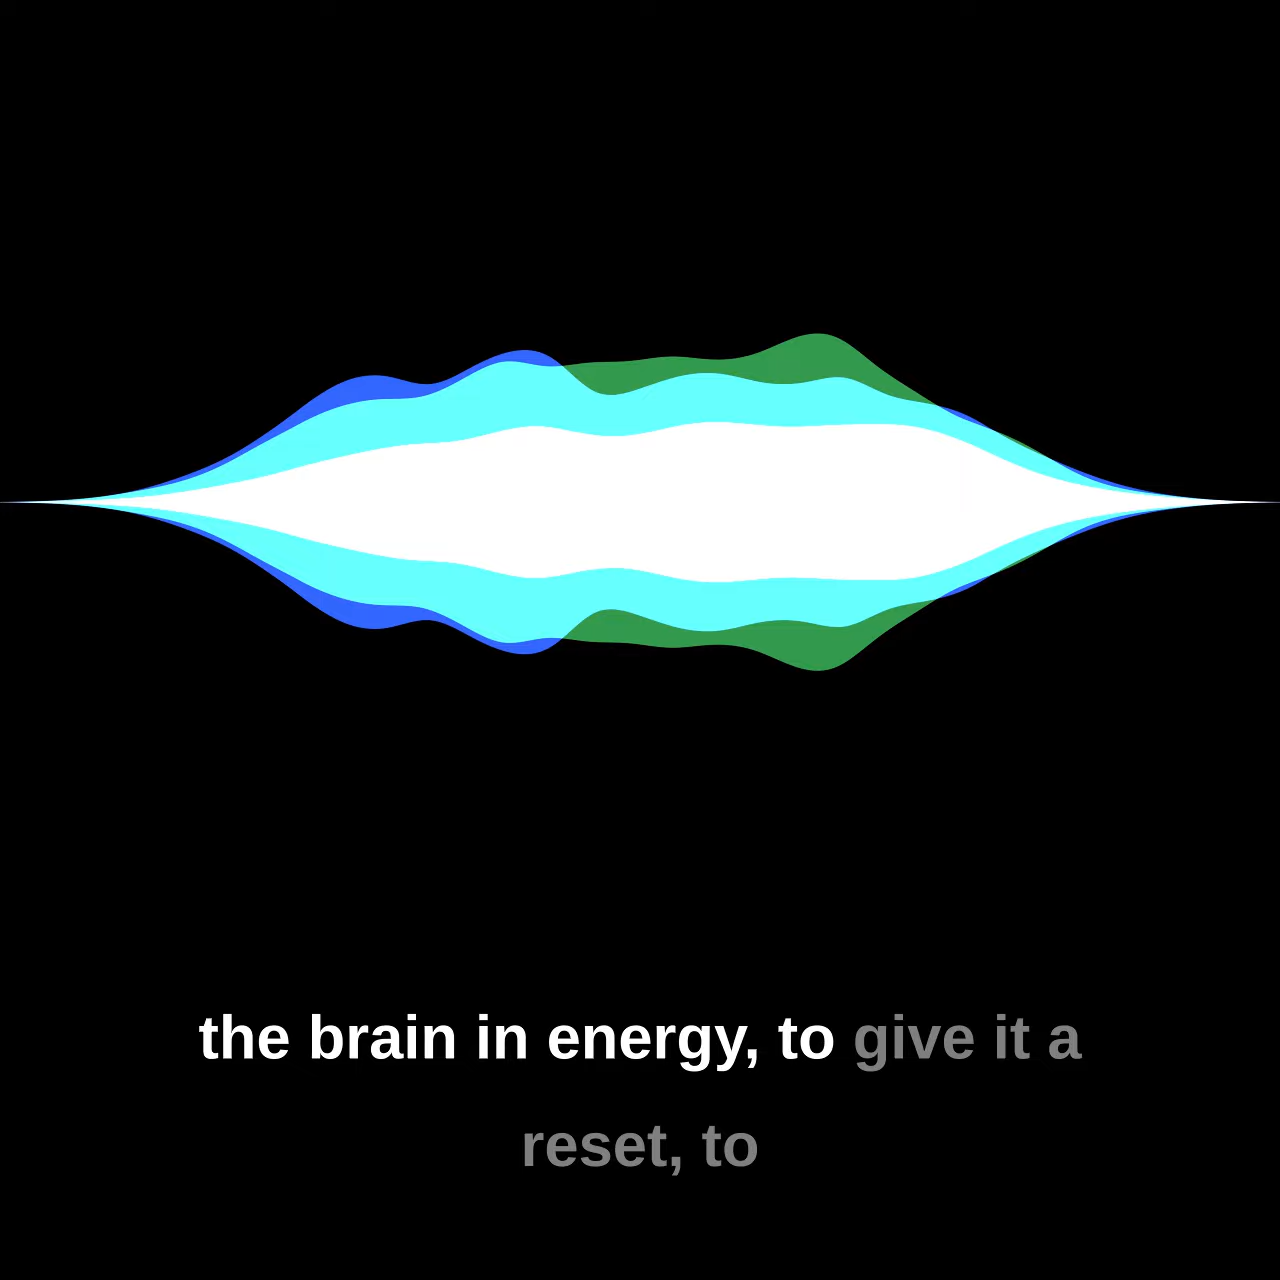 the brain in energy, to give it a
reset, to